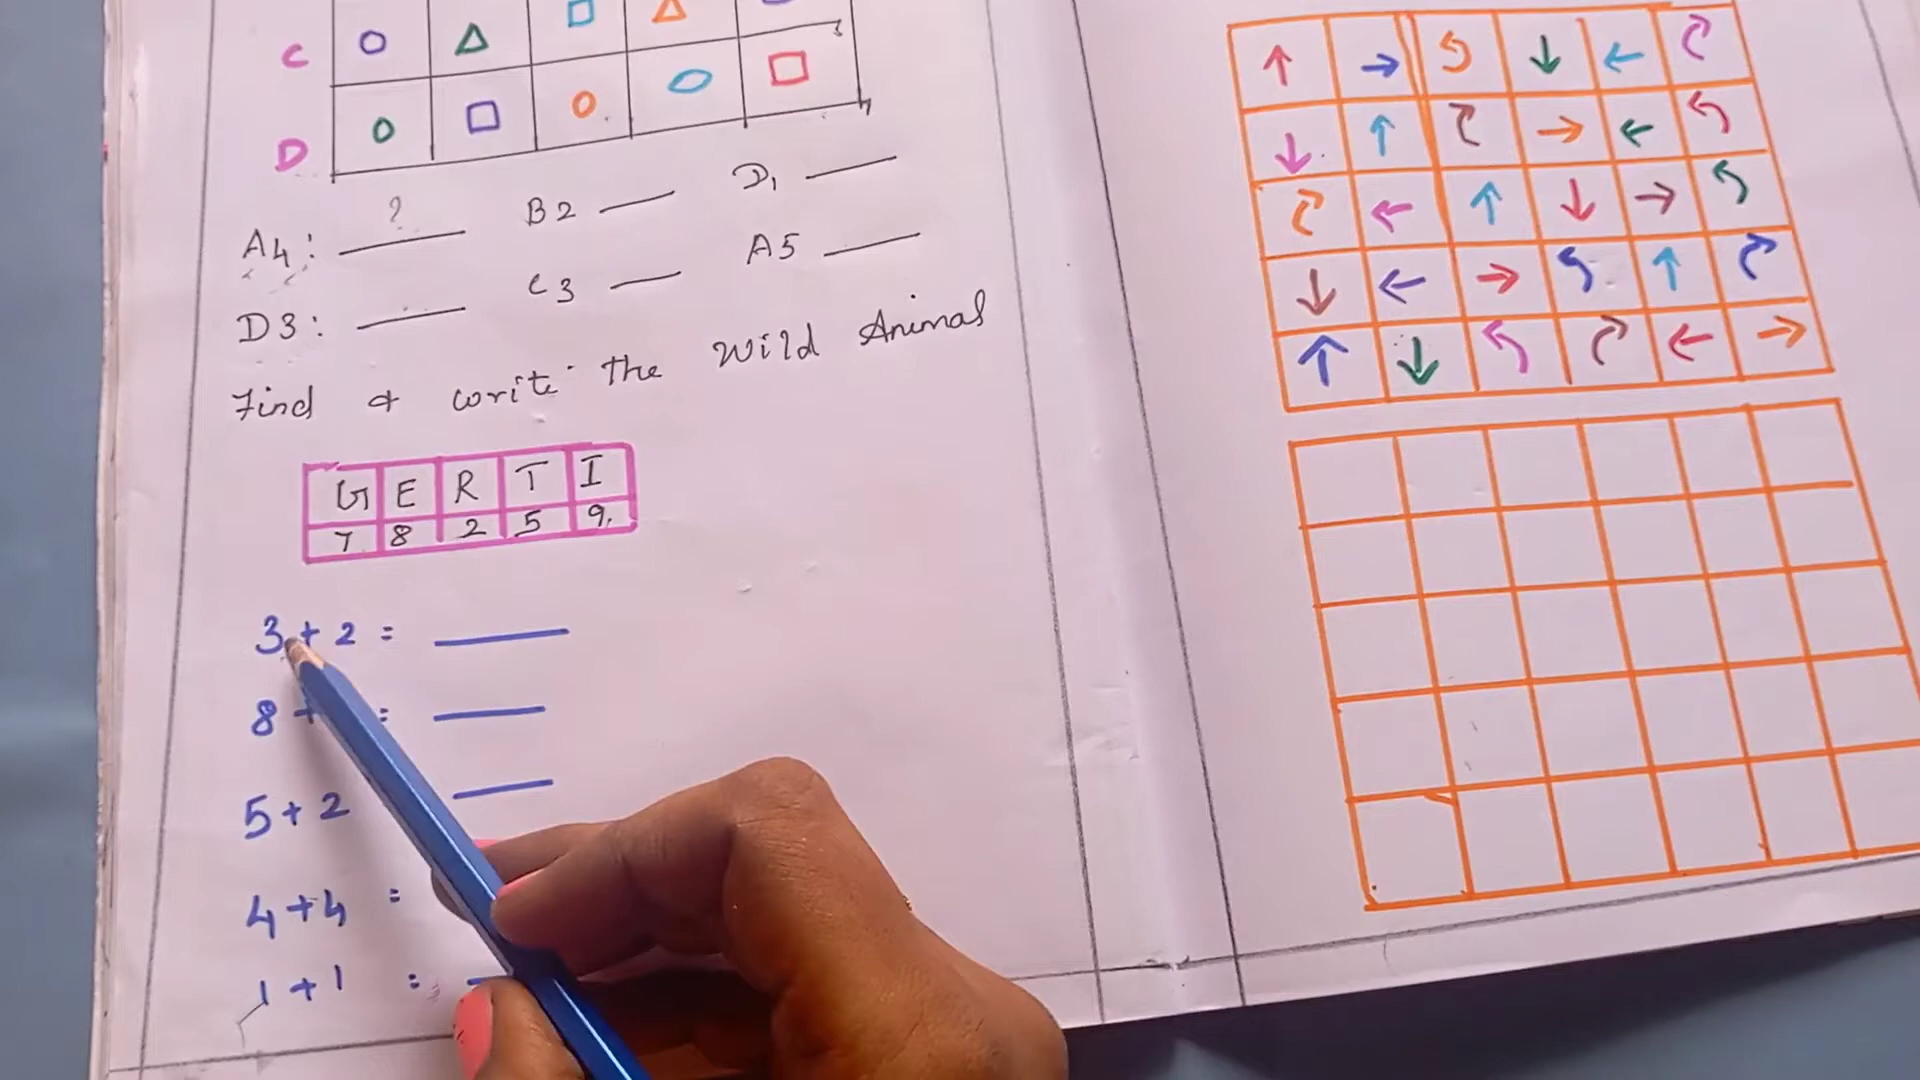 C
D
A4: ? B2 D1
D3: C3 A5
Find & write the Wild Animal
G E R T I
7 8 2 5 9.
3 + 2 =
8 + =
5 + 2
4 + 4 =
1 + 1 =